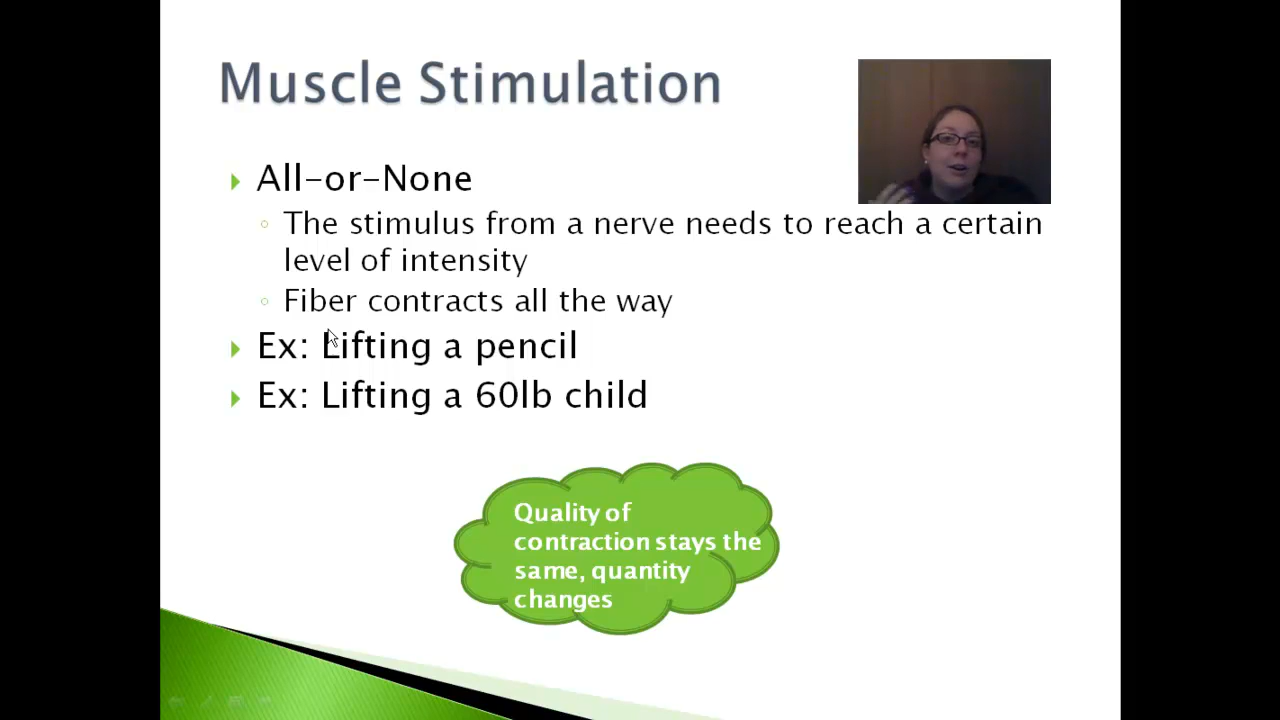 Muscle Stimulation
All-or-None
The stimulus from a nerve needs to reach a certain
level of intensity
Fiber contracts all the way
Ex: Lifting a pencil
Ex: Lifting a 60lb child
Quality of
contraction stays the
same, quantity
changes